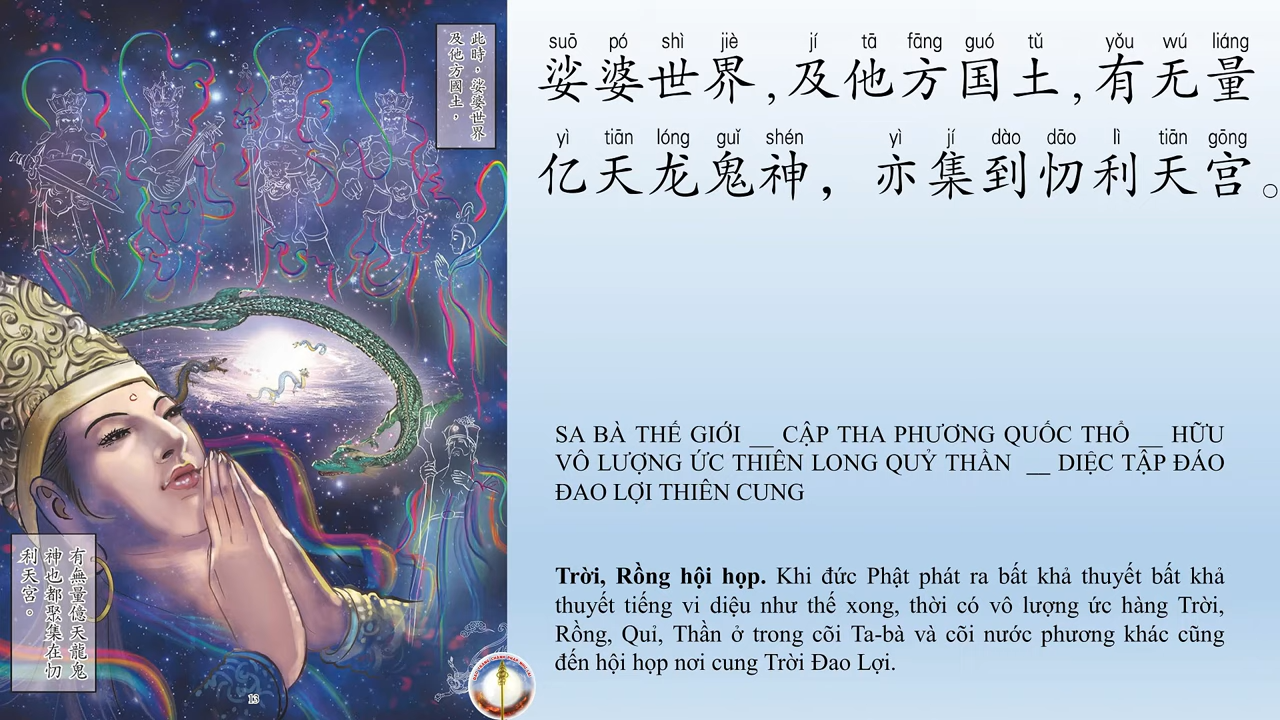 此時，娑婆世界
及他方國土，
有無量億天龍鬼
神也都聚集在忉
利天宮。
13
suō pó shì jiè jí tā fāng guó tǔ yǒu wú liáng
娑婆世界,及他方国土,有无量
yì tiān lóng guǐ shén yì jí dào dāo lì tiān gōng
亿天龙鬼神，亦集到忉利天宫。
SA BÀ THẾ GIỚI __ CẬP THA PHƯƠNG QUỐC THỔ __ HỮU
VÔ LƯỢNG ỨC THIÊN LONG QUỶ THẦN __ DIỆC TẬP ĐÁO
ĐAO LỢI THIÊN CUNG
Trời, Rồng hội họp. Khi đức Phật phát ra bất khả thuyết bất khả
thuyết tiếng vi diệu như thế xong, thời có vô lượng ức hàng Trời,
Rồng, Quỉ, Thần ở trong cõi Ta-bà và cõi nước phương khác cũng
đến hội họp nơi cung Trời Đao Lợi.